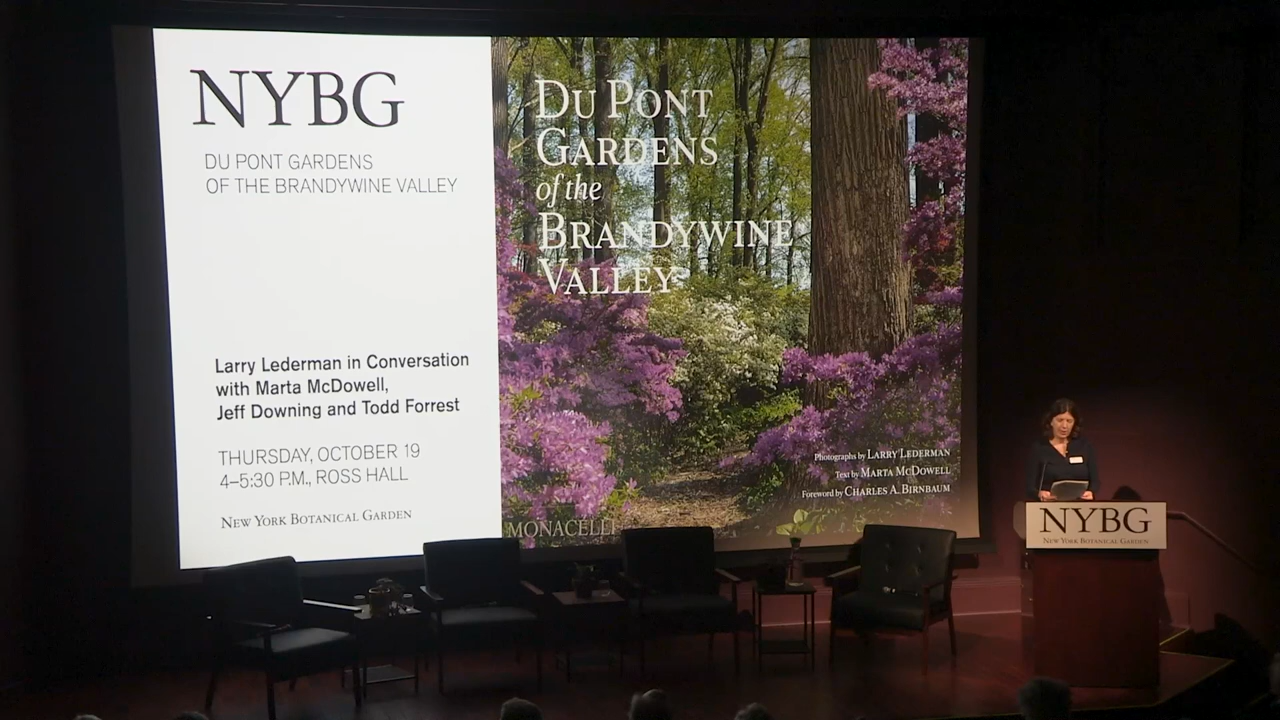 NYBG
DU PONT GARDENS
OF THE BRANDYWINE VALLEY
Larry Lederman in Conversation
with Marta McDowell,
Jeff Downing and Todd Forrest
THURSDAY, OCTOBER 19
4–5:30 P.M., ROSS HALL
NEW YORK BOTANICAL GARDEN
DU PONT
GARDENS
of the
BRANDYWINE
VALLEY
Photographs by LARRY LEDERMAN
Text by MARTA MCDOWELL
Foreword by CHARLES A. BIRNBAUM
MONACELLI
NYBG
NEW YORK BOTANICAL GARDEN